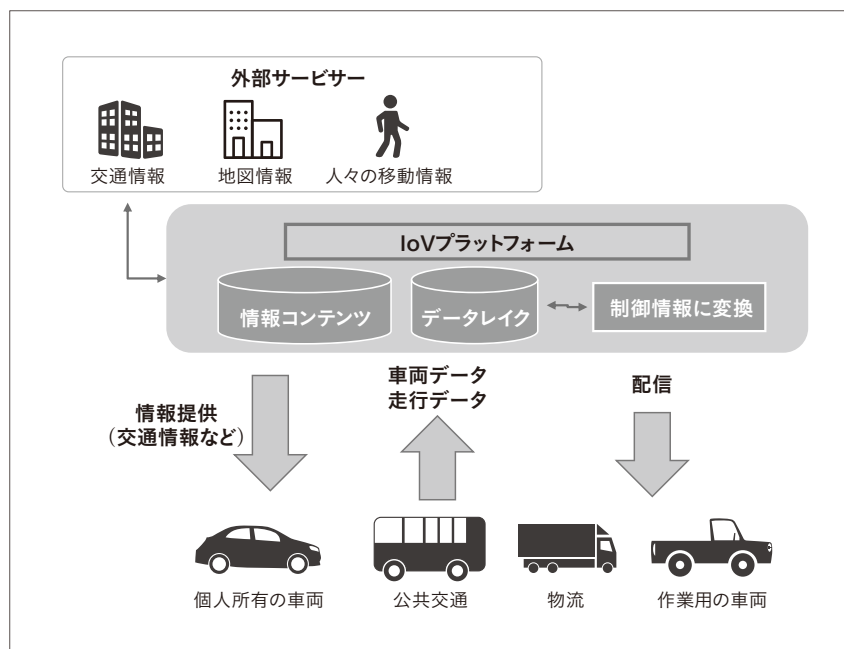 外部サービサー
交通情報
地図情報
人々の移動情報
IoVプラットフォーム
情報コンテンツ
データレイク
制御情報に変換
情報提供
(交通情報など)
車両データ
走行データ
配信
個人所有の車両
公共交通
物流
作業用の車両